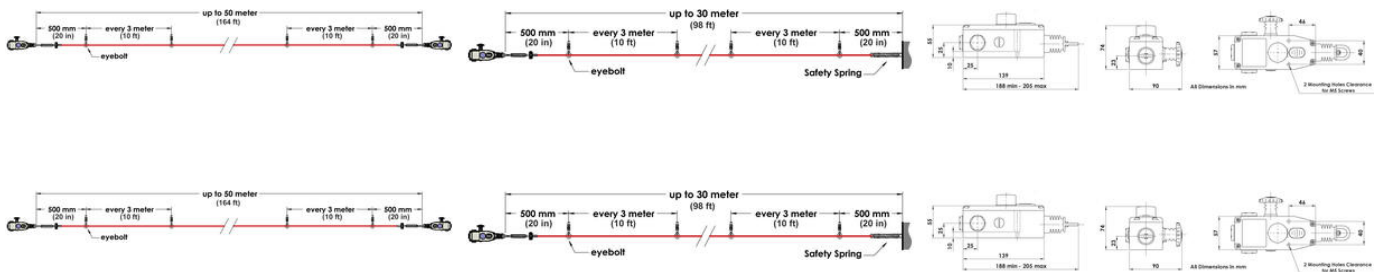 up to 50 meter
(164 ft)
500 mm
(20 in)
every 3 meter
(10 ft)
every 3 meter
(10 ft)
500 mm
(20 in)
eyebolt
up to 30 meter
(98 ft)
500 mm
(20 in)
every 3 meter
(10 ft)
every 3 meter
(10 ft)
500 mm
(20 in)
eyebolt
Safety Spring
55
25
10
25
139
188 min - 205 max
74
23
90
All Dimensions in mm
46
57
40
2 Mounting Holes Clearance
for M5 Screws
up to 50 meter
(164 ft)
500 mm
(20 in)
every 3 meter
(10 ft)
every 3 meter
(10 ft)
500 mm
(20 in)
eyebolt
up to 30 meter
(98 ft)
500 mm
(20 in)
every 3 meter
(10 ft)
every 3 meter
(10 ft)
500 mm
(20 in)
eyebolt
Safety Spring
55
25
10
25
139
188 min - 205 max
74
23
90
All Dimensions in mm
46
57
40
2 Mounting Holes Clearance
for M5 Screws